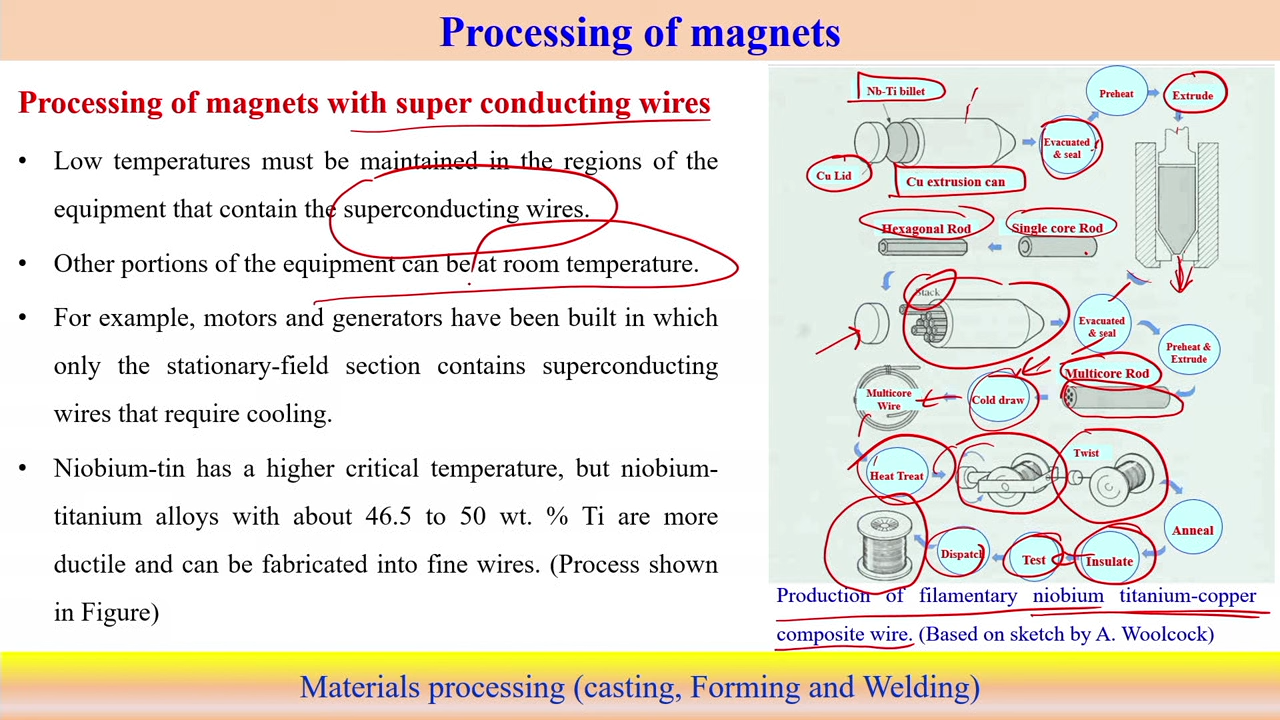 Processing of magnets
Processing of magnets with super conducting wires
• Low temperatures must be maintained in the regions of the
equipment that contain the superconducting wires.
• Other portions of the equipment can be at room temperature.
• For example, motors and generators have been built in which
only the stationary-field section contains superconducting
wires that require cooling.
• Niobium-tin has a higher critical temperature, but niobium-
titanium alloys with about 46.5 to 50 wt. % Ti are more
ductile and can be fabricated into fine wires. (Process shown
in Figure)
Nb-Ti billet
Preheat
Extrude
Evacuated
& seal
Cu Lid
Cu extrusion can
Hexagonal Rod
Single core Rod
Stack
Evacuated
& seal
Preheat &
Extrude
Multicore Rod
Cold draw
Multicore
Wire
Heat Treat
Twist
Anneal
Insulate
Test
Dispatch
Production of filamentary niobium titanium-copper
composite wire. (Based on sketch by A. Woolcock)
Materials processing (casting, Forming and Welding)